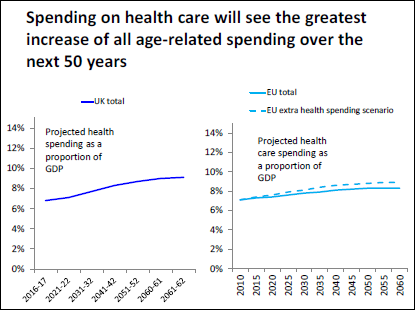 Spending on health care will see the greatest
increase of all age-related spending over the
next 50 years
UK total
14%
12%
10%
8%
6%
4%
2%
0%
Projected health
spending as a
proportion of
GDP
2016-17
2021-22
2031-32
2041-42
2051-52
2060-61
2061-62
EU total
EU extra health spending scenario
14%
12%
10%
8%
6%
4%
2%
0%
Projected health
care spending as
a proportion of
GDP
2010
2015
2020
2025
2030
2035
2040
2045
2050
2055
2060